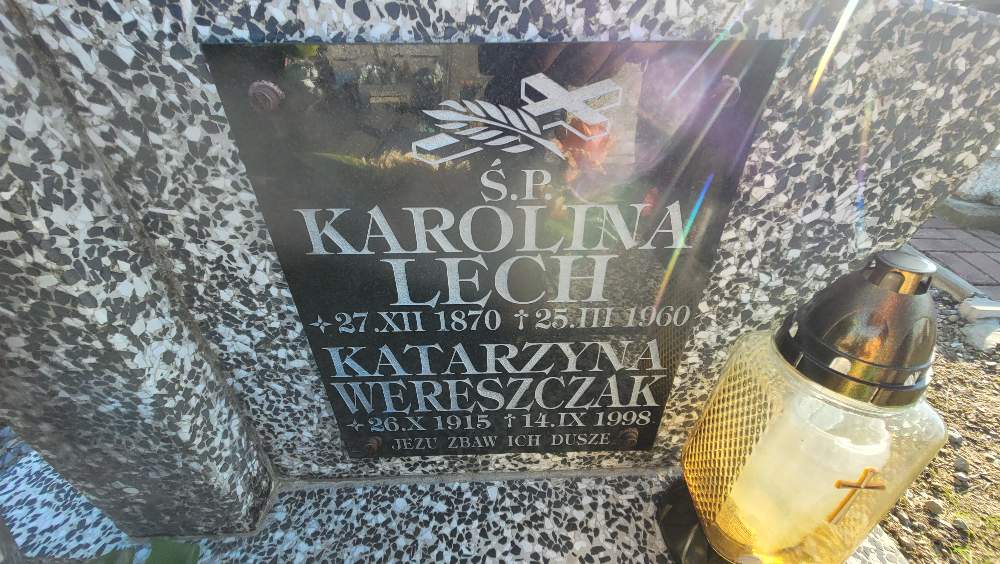 Ś.P.
KAROLINA
LECH
27.XII 1870 † 25.III 1960
KATARZYNA
WERESZCZAK
26.X 1915 † 14.IX 1998
JEZU ZBAW ICH DUSZE